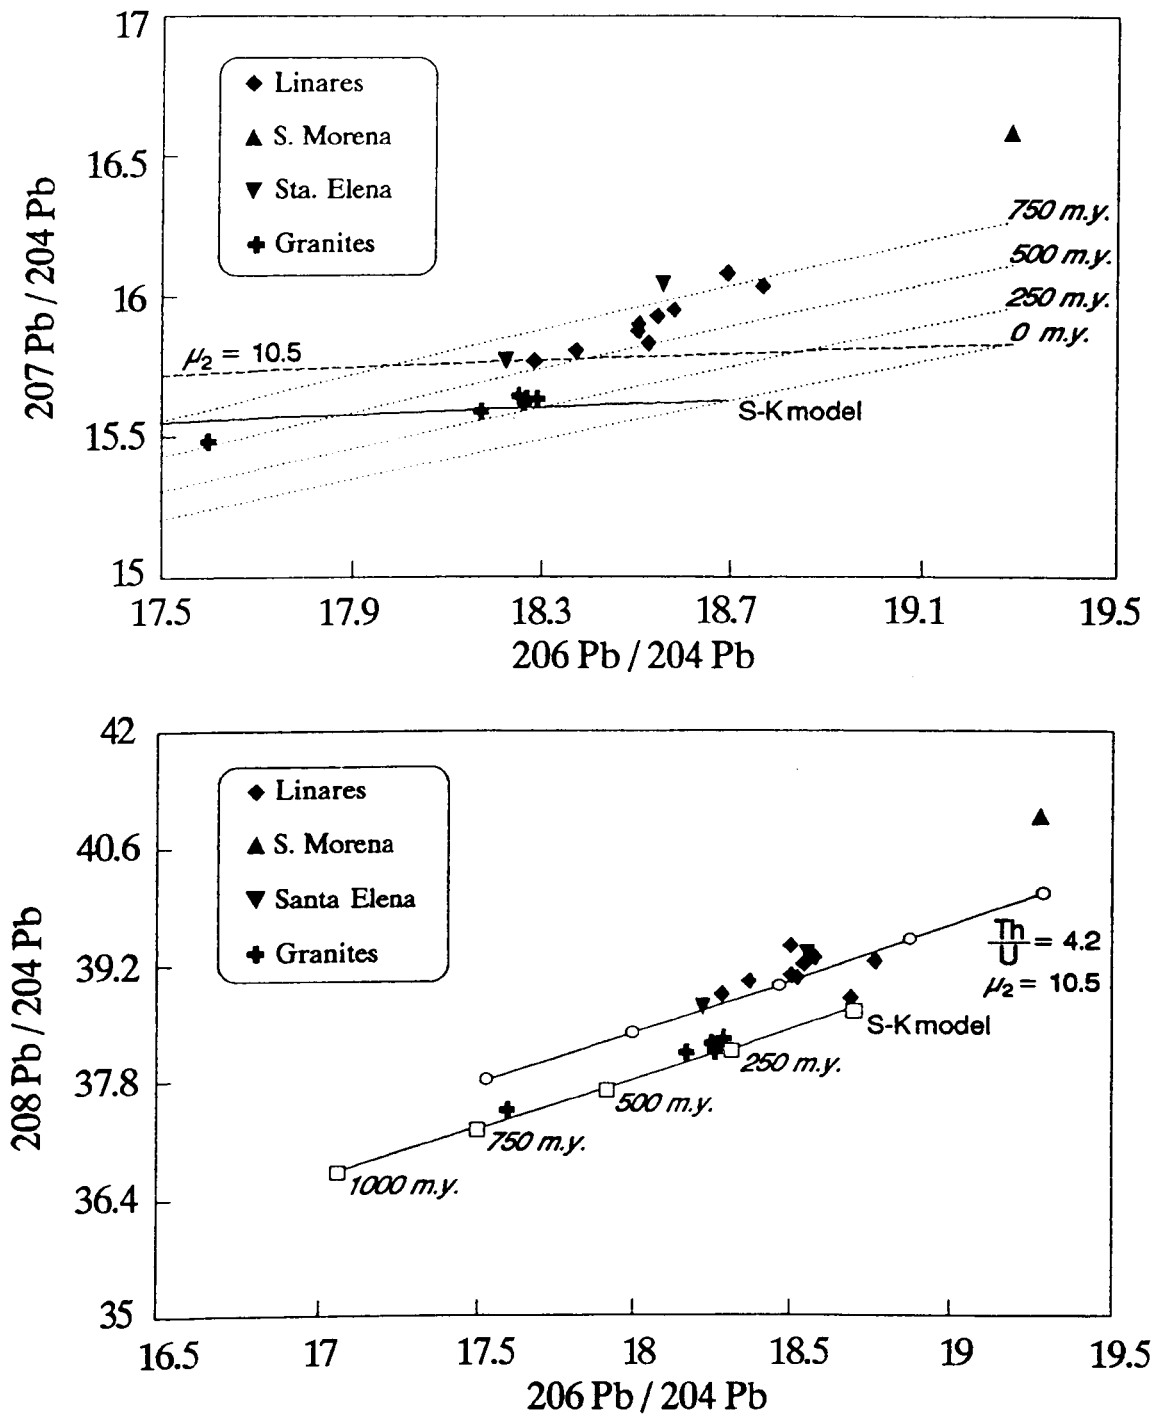 17
16.5
16
15.5
15
207 Pb / 204 Pb
Linares
S. Morena
Sta. Elena
Granites
μ2 = 10.5
750 m.y.
500 m.y.
250 m.y.
0 m.y.
S-K model
17.5 17.9 18.3 18.7 19.1 19.5
206 Pb / 204 Pb
42
40.6
39.2
37.8
36.4
35
208 Pb / 204 Pb
Linares
S. Morena
Santa Elena
Granites
Th
U = 4.2
μ2 = 10.5
S-K model
250 m.y.
500 m.y.
750 m.y.
1000 m.y.
16.5 17 17.5 18 18.5 19 19.5
206 Pb / 204 Pb